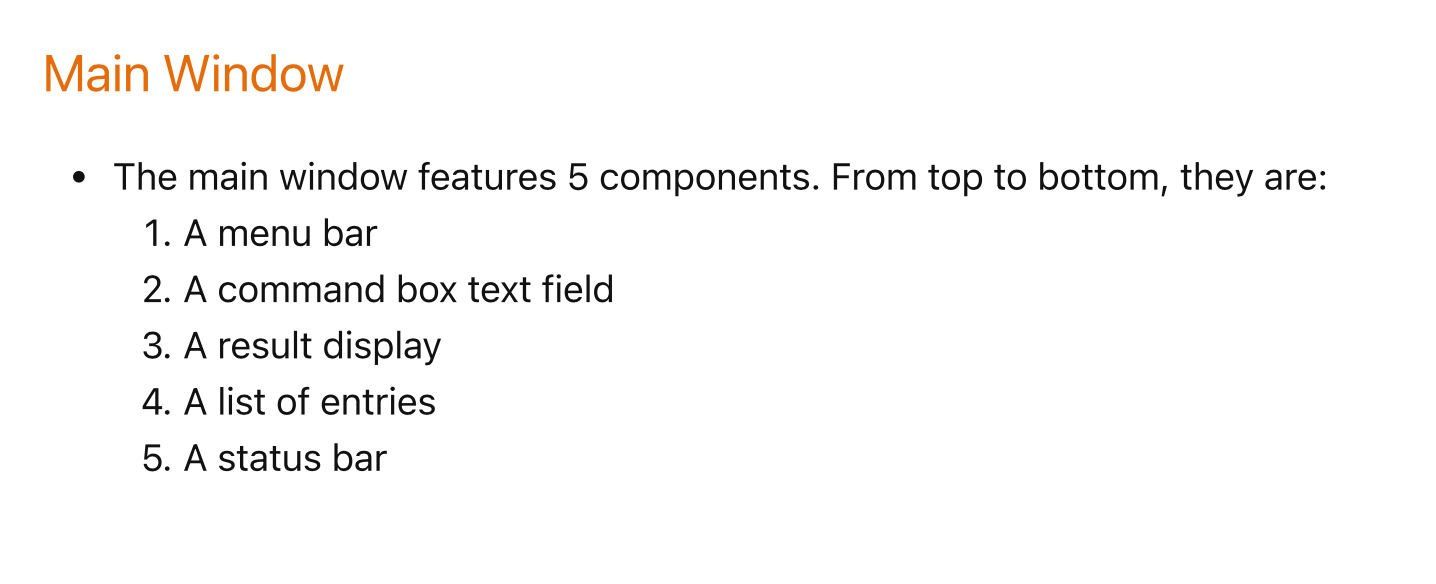 Main Window
• The main window features 5 components. From top to bottom, they are:
1. A menu bar
2. A command box text field
3. A result display
4. A list of entries
5. A status bar